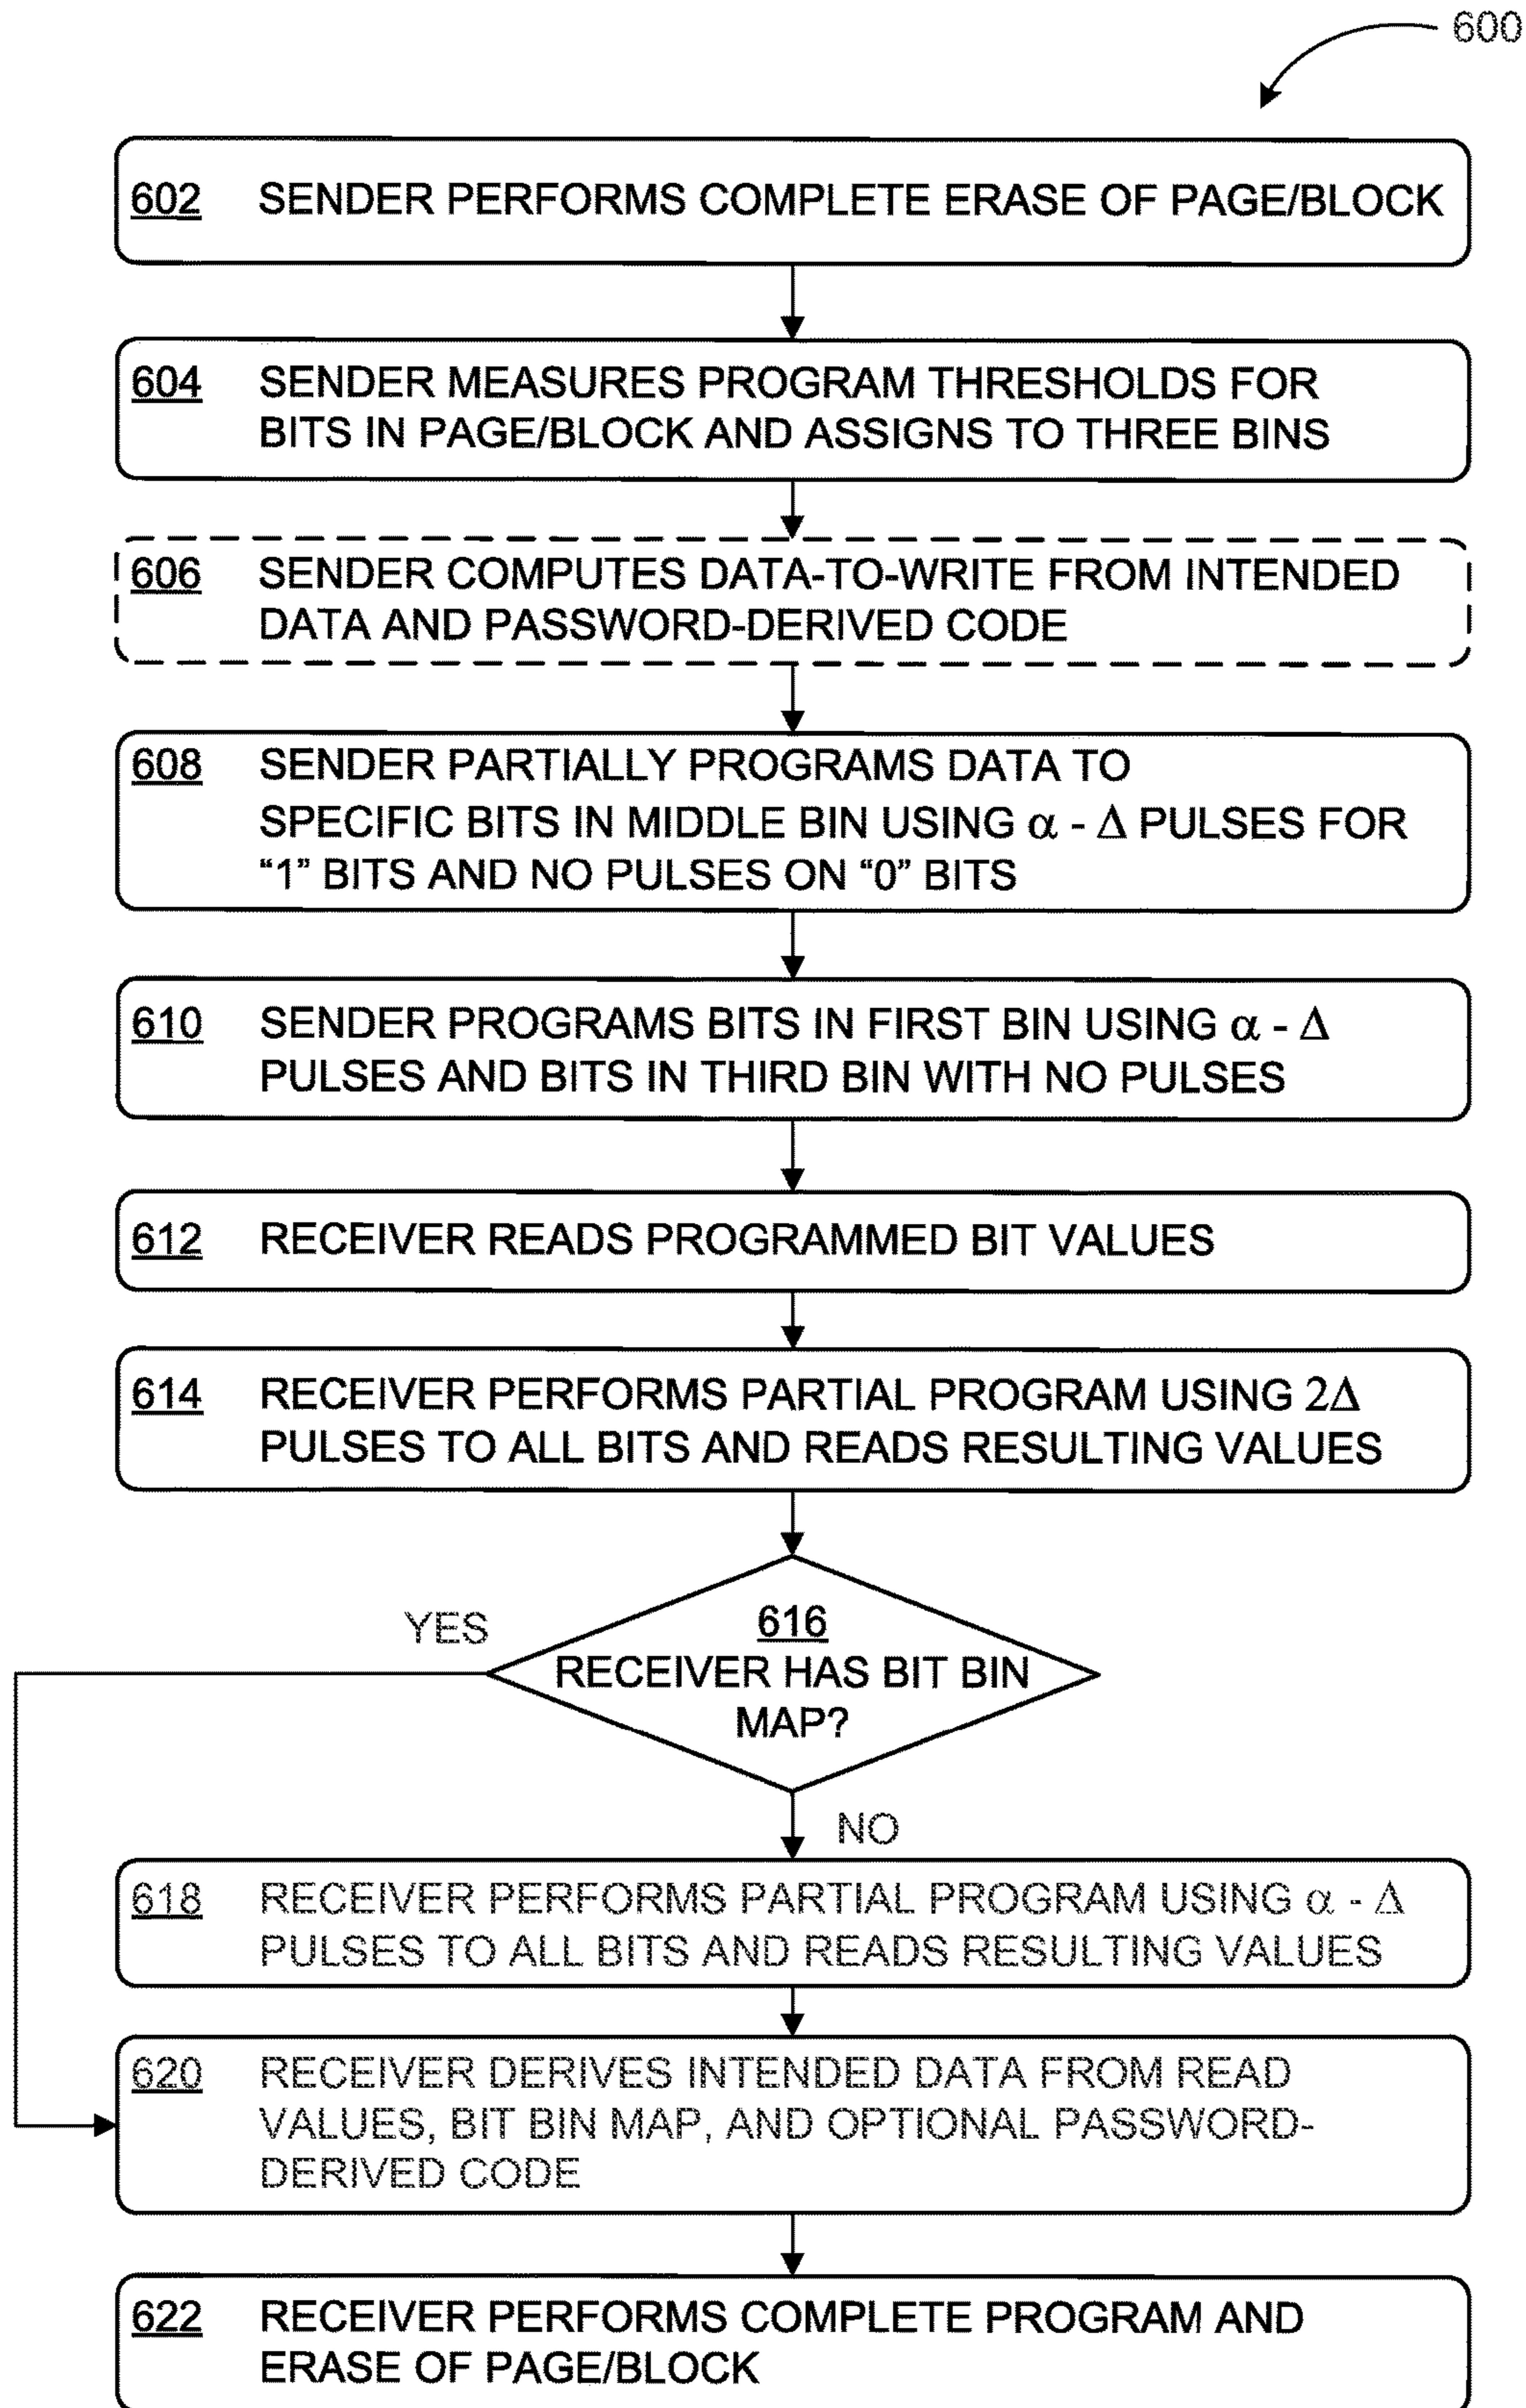 600
602 SENDER PERFORMS COMPLETE ERASE OF PAGE/BLOCK
604 SENDER MEASURES PROGRAM THRESHOLDS FOR
BITS IN PAGE/BLOCK AND ASSIGNS TO THREE BINS
606 SENDER COMPUTES DATA-TO-WRITE FROM INTENDED
DATA AND PASSWORD-DERIVED CODE
608 SENDER PARTIALLY PROGRAMS DATA TO
SPECIFIC BITS IN MIDDLE BIN USING α - Δ PULSES FOR
“1” BITS AND NO PULSES ON “0” BITS
610 SENDER PROGRAMS BITS IN FIRST BIN USING α - Δ
PULSES AND BITS IN THIRD BIN WITH NO PULSES
612 RECEIVER READS PROGRAMMED BIT VALUES
614 RECEIVER PERFORMS PARTIAL PROGRAM USING 2Δ
PULSES TO ALL BITS AND READS RESULTING VALUES
616
YES
RECEIVER HAS BIT BIN
MAP?
NO
618 RECEIVER PERFORMS PARTIAL PROGRAM USING α - Δ
PULSES TO ALL BITS AND READS RESULTING VALUES
620 RECEIVER DERIVES INTENDED DATA FROM READ
VALUES, BIT BIN MAP, AND OPTIONAL PASSWORD-
DERIVED CODE
622 RECEIVER PERFORMS COMPLETE PROGRAM AND
ERASE OF PAGE/BLOCK